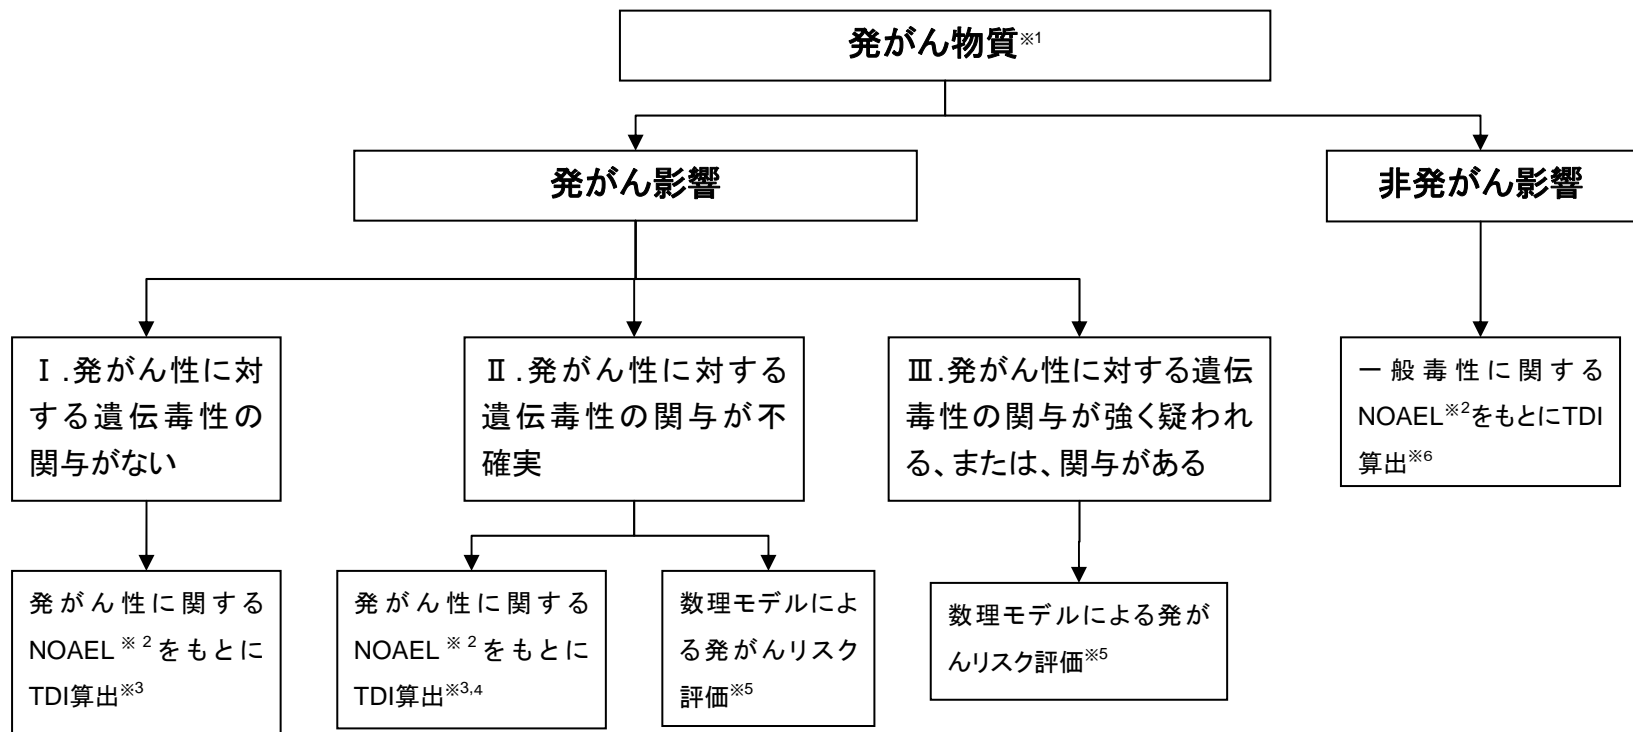 発がん物質※1
発がん影響
非発がん影響
Ⅰ.発がん性に対
する遺伝毒性の
関与がない
Ⅱ.発がん性に対する
遺伝毒性の関与が不
確実
Ⅲ.発がん性に対する遺伝
毒性の関与が強く疑われ
る、または、関与がある
一般毒性に関する
NOAEL※2をもとにTDI
算出※6
発がん性に関する
NOAEL※2をもとに
TDI算出※3
発がん性に関する
NOAEL※2をもとに
TDI算出※3,4
数理モデルによ
る発がんリスク
評価※5
数理モデルによる発が
んリスク評価※5